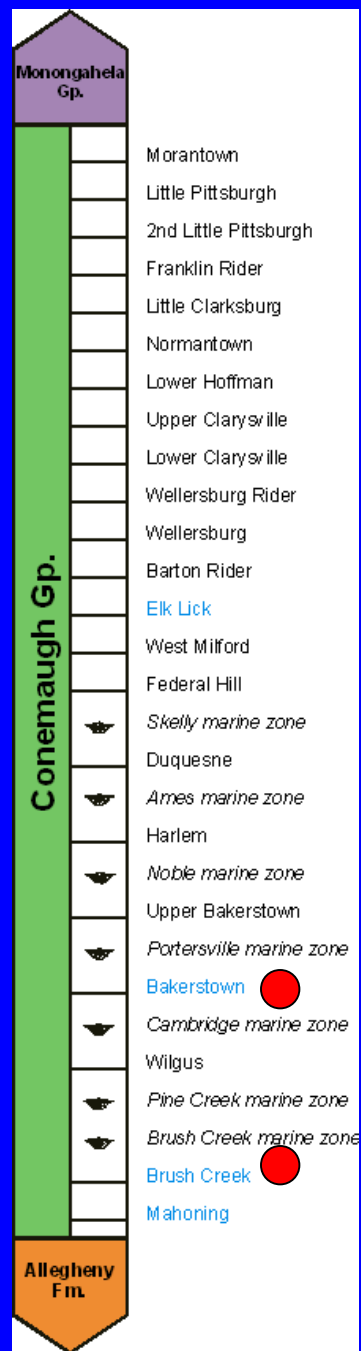 Monongahela
Gp.
Morantown
Little Pittsburgh
2nd Little Pittsburgh
Franklin Rider
Little Clarksburg
Normantown
Lower Hoffman
Upper Clarysville
Lower Clarysville
Wellersburg Rider
Wellersburg
Barton Rider
Elk Lick
West Milford
Federal Hill
Skelly marine zone
Duquesne
Ames marine zone
Harlem
Noble marine zone
Upper Bakerstown
Portersville marine zone
Bakerstown
Cambridge marine zone
Wilgus
Pine Creek marine zone
Brush Creek marine zone
Brush Creek
Mahoning
Conemaugh Gp.
Allegheny
Fm.